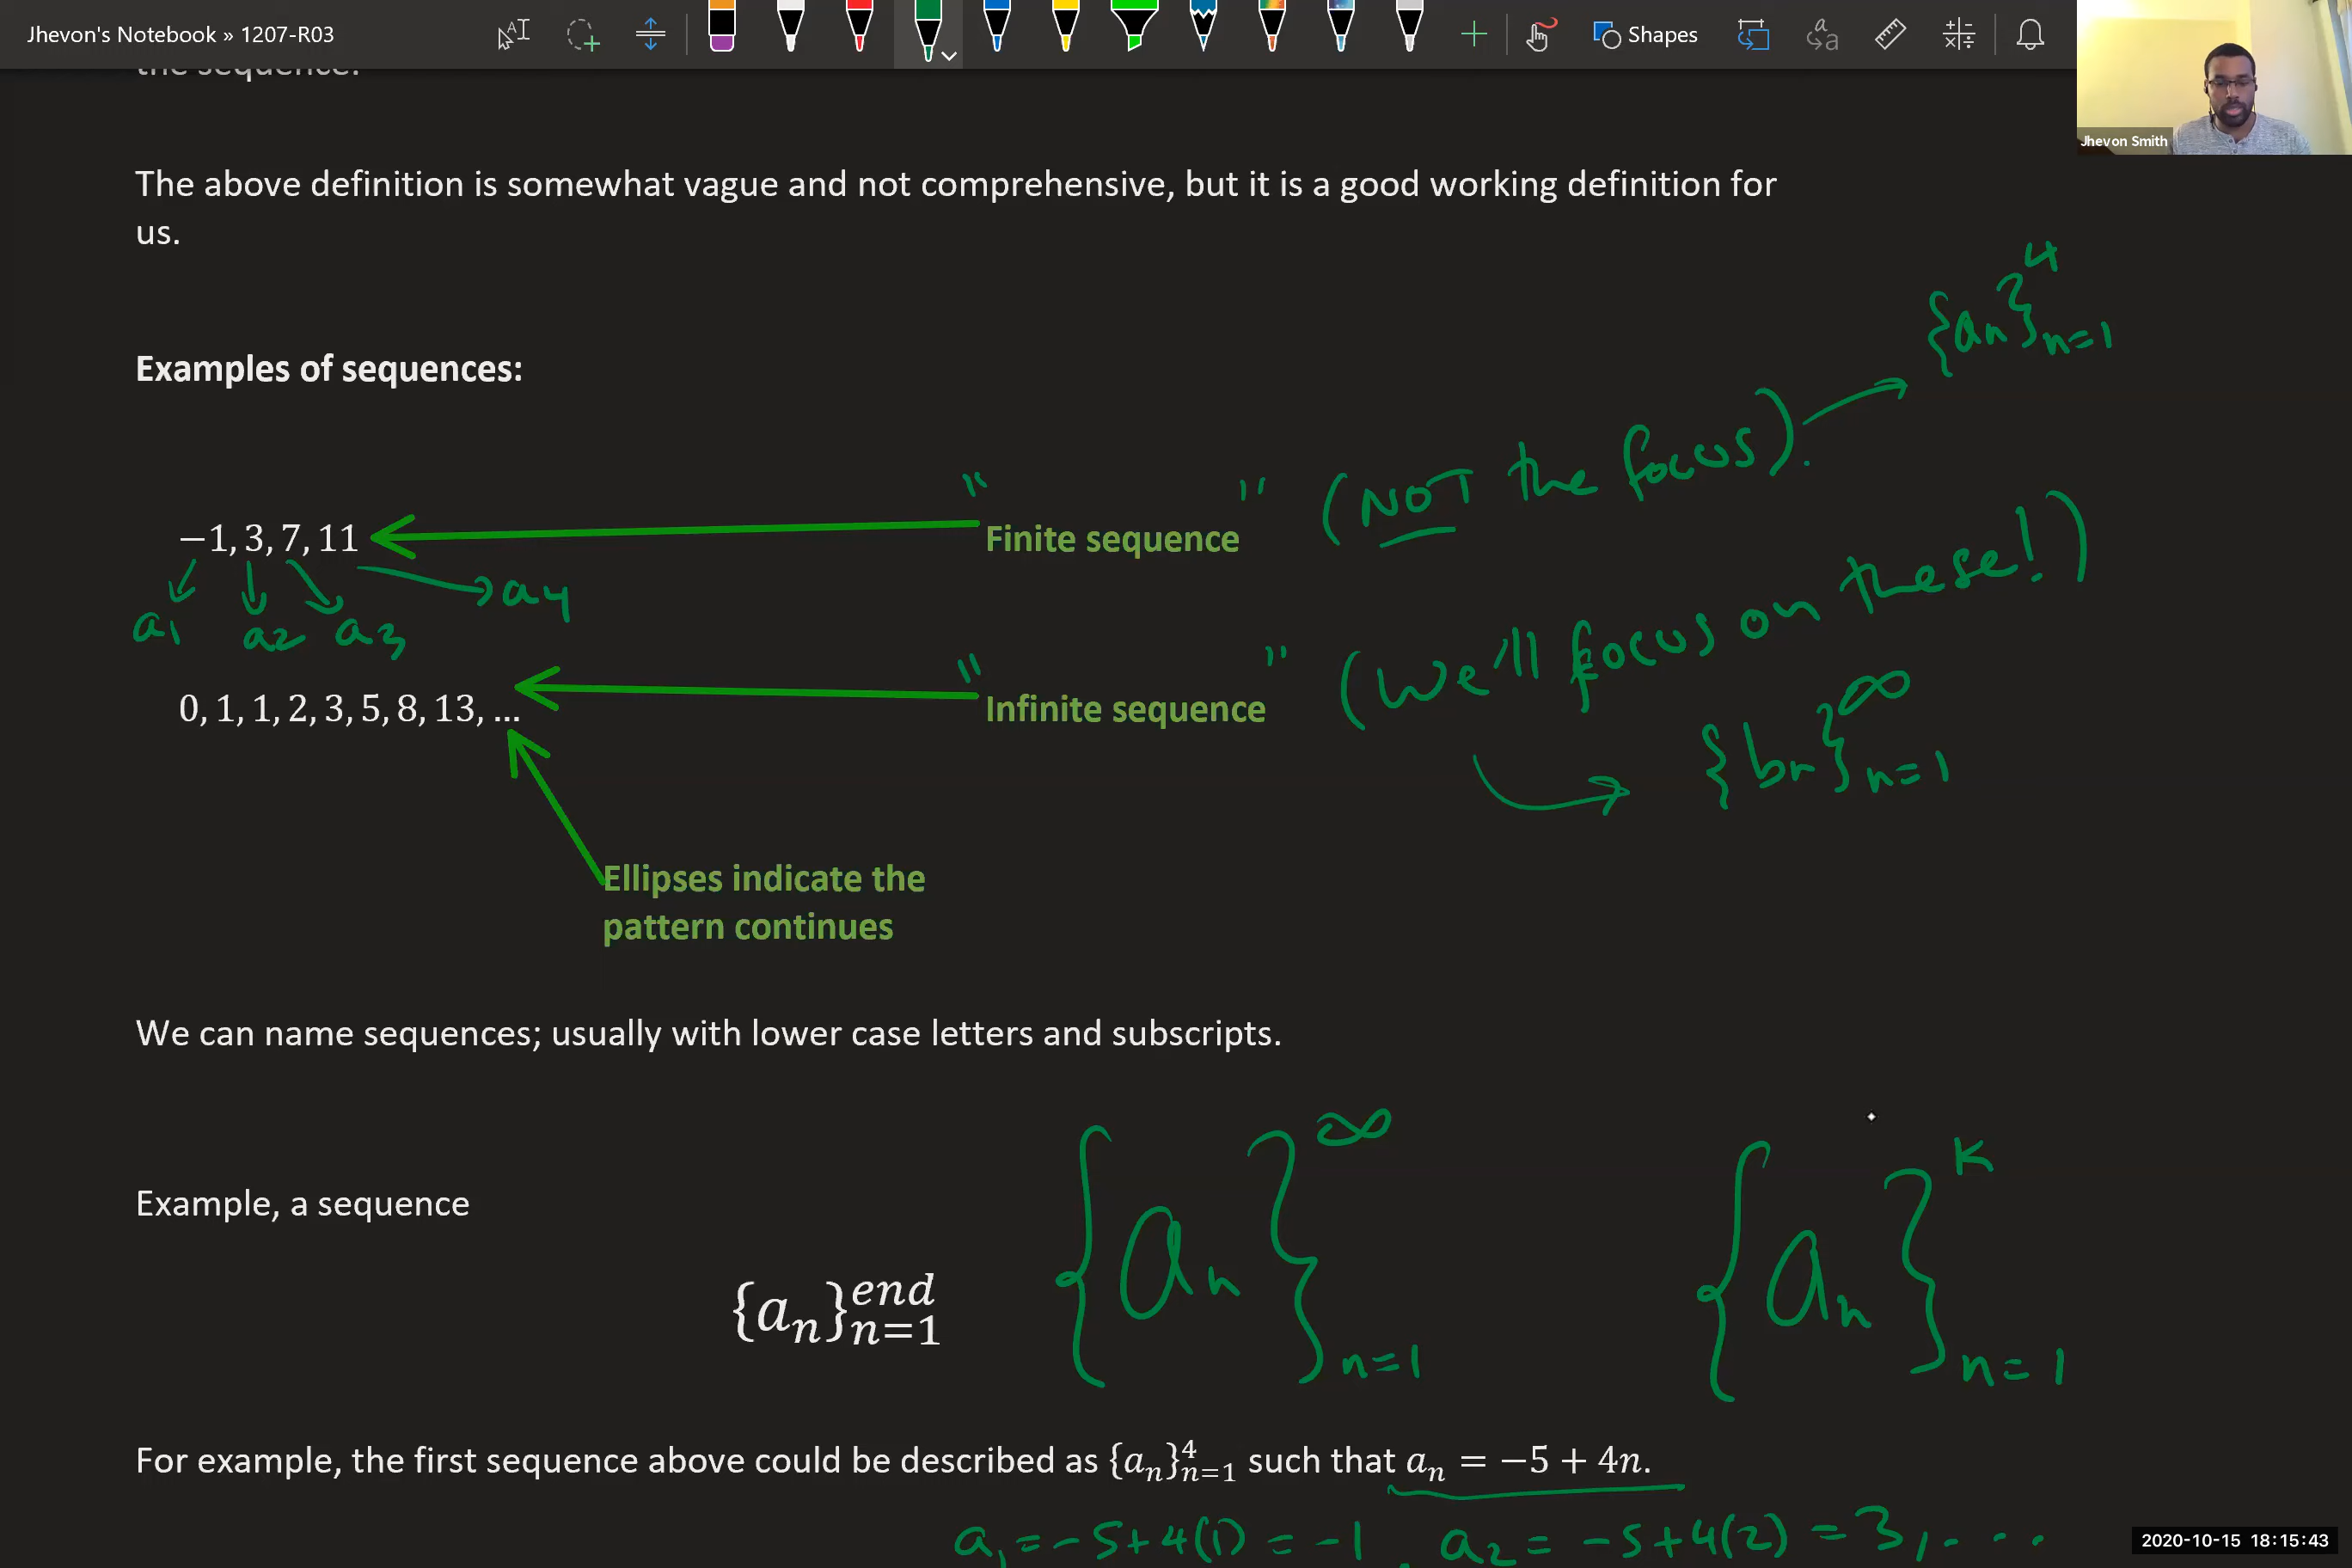 Jhevon's Notebook » 1207-R03
Shapes
Jhevon Smith
the sequence.
The above definition is somewhat vague and not comprehensive, but it is a good working definition for
us.
{an}⁴n=1
Examples of sequences:
−1, 3, 7, 11
"Finite sequence" (NOT the focus).
a₁ a₂ a₃ a₄
0, 1, 1, 2, 3, 5, 8, 13, ...
"Infinite sequence" (We'll focus on these!)
{bn}^∞ n=1
Ellipses indicate the
pattern continues
We can name sequences; usually with lower case letters and subscripts.
Example, a sequence
{aₙ}^end n=1
{an}^∞ n=1
{an}^k n=1
For example, the first sequence above could be described as {aₙ}⁴n=1 such that aₙ = −5 + 4n.
a₁ = -5+4(1) = -1, a₂ = -5+4(2) = 3, ...
2020-10-15 18:15:43